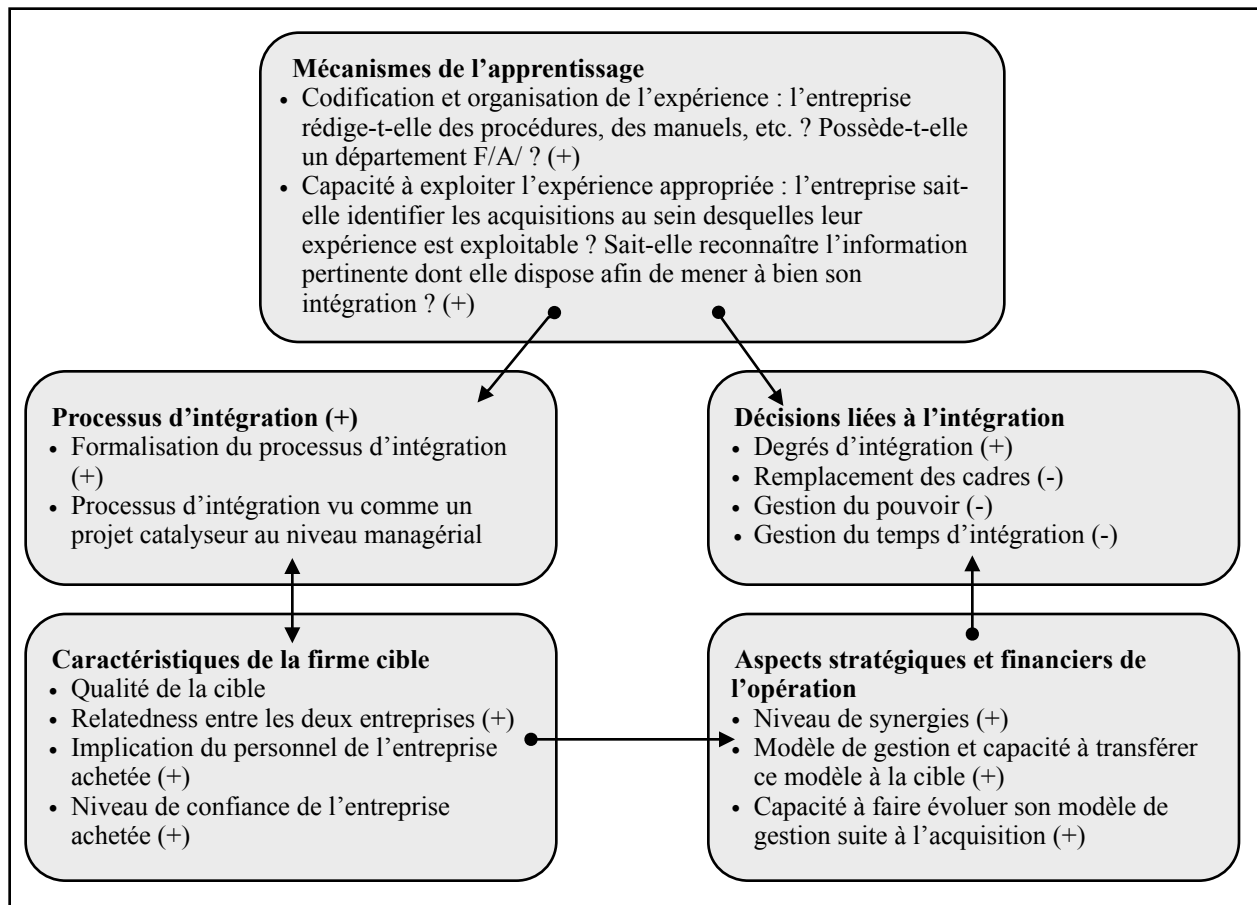 Mécanismes de l’apprentissage
• Codification et organisation de l’expérience : l’entreprise
rédige-t-elle des procédures, des manuels, etc. ? Possède-t-elle
un département F/A/ ? (+)
• Capacité à exploiter l’expérience appropriée : l’entreprise sait-
elle identifier les acquisitions au sein desquelles leur
expérience est exploitable ? Sait-elle reconnaître l’information
pertinente dont elle dispose afin de mener à bien son
intégration ? (+)
Processus d’intégration (+)
• Formalisation du processus d’intégration
(+)
• Processus d’intégration vu comme un
projet catalyseur au niveau managérial
Décisions liées à l’intégration
• Degrés d’intégration (+)
• Remplacement des cadres (-)
• Gestion du pouvoir (-)
• Gestion du temps d’intégration (-)
Caractéristiques de la firme cible
• Qualité de la cible
• Relatedness entre les deux entreprises (+)
• Implication du personnel de l’entreprise
achetée (+)
• Niveau de confiance de l’entreprise
achetée (+)
Aspects stratégiques et financiers de
l’opération
• Niveau de synergies (+)
• Modèle de gestion et capacité à transférer
ce modèle à la cible (+)
• Capacité à faire évoluer son modèle de
gestion suite à l’acquisition (+)